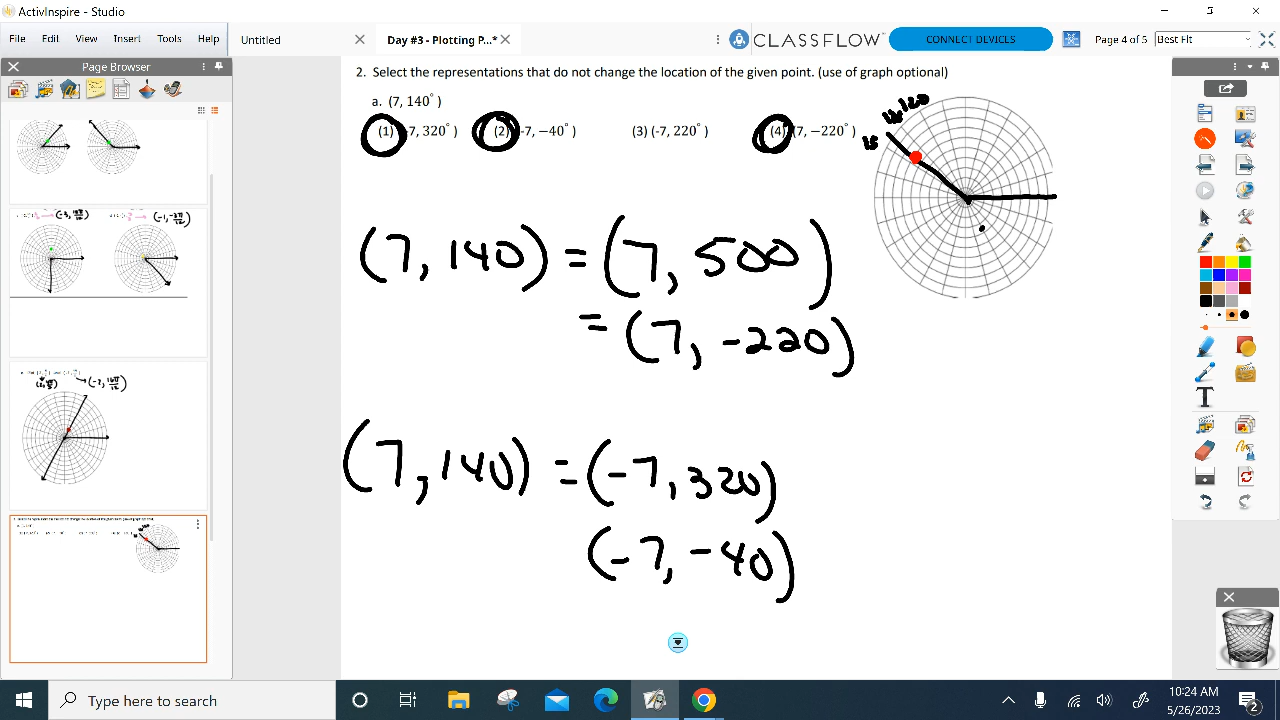 ActivInspire - Studio
File Edit View Insert Tools Help
Untitled
Day #3 - Plotting P...*
CLASSFLOW
CONNECT DEVICES
Page 4 of 5
Best Fit
Page Browser
2. Select the representations that do not change the location of the given point. (use of graph optional)
a. (7, 140°)
(1) (-7, 320°) (2) (-7, −40°) (3) (-7, 220°) (4) (7, −220°)
(7, 140) = (7, 500)
= (7, -220)
(7, 140) = (-7, 320)
(-7, -40)
T
Type here to search
10:24 AM
5/26/2023
2